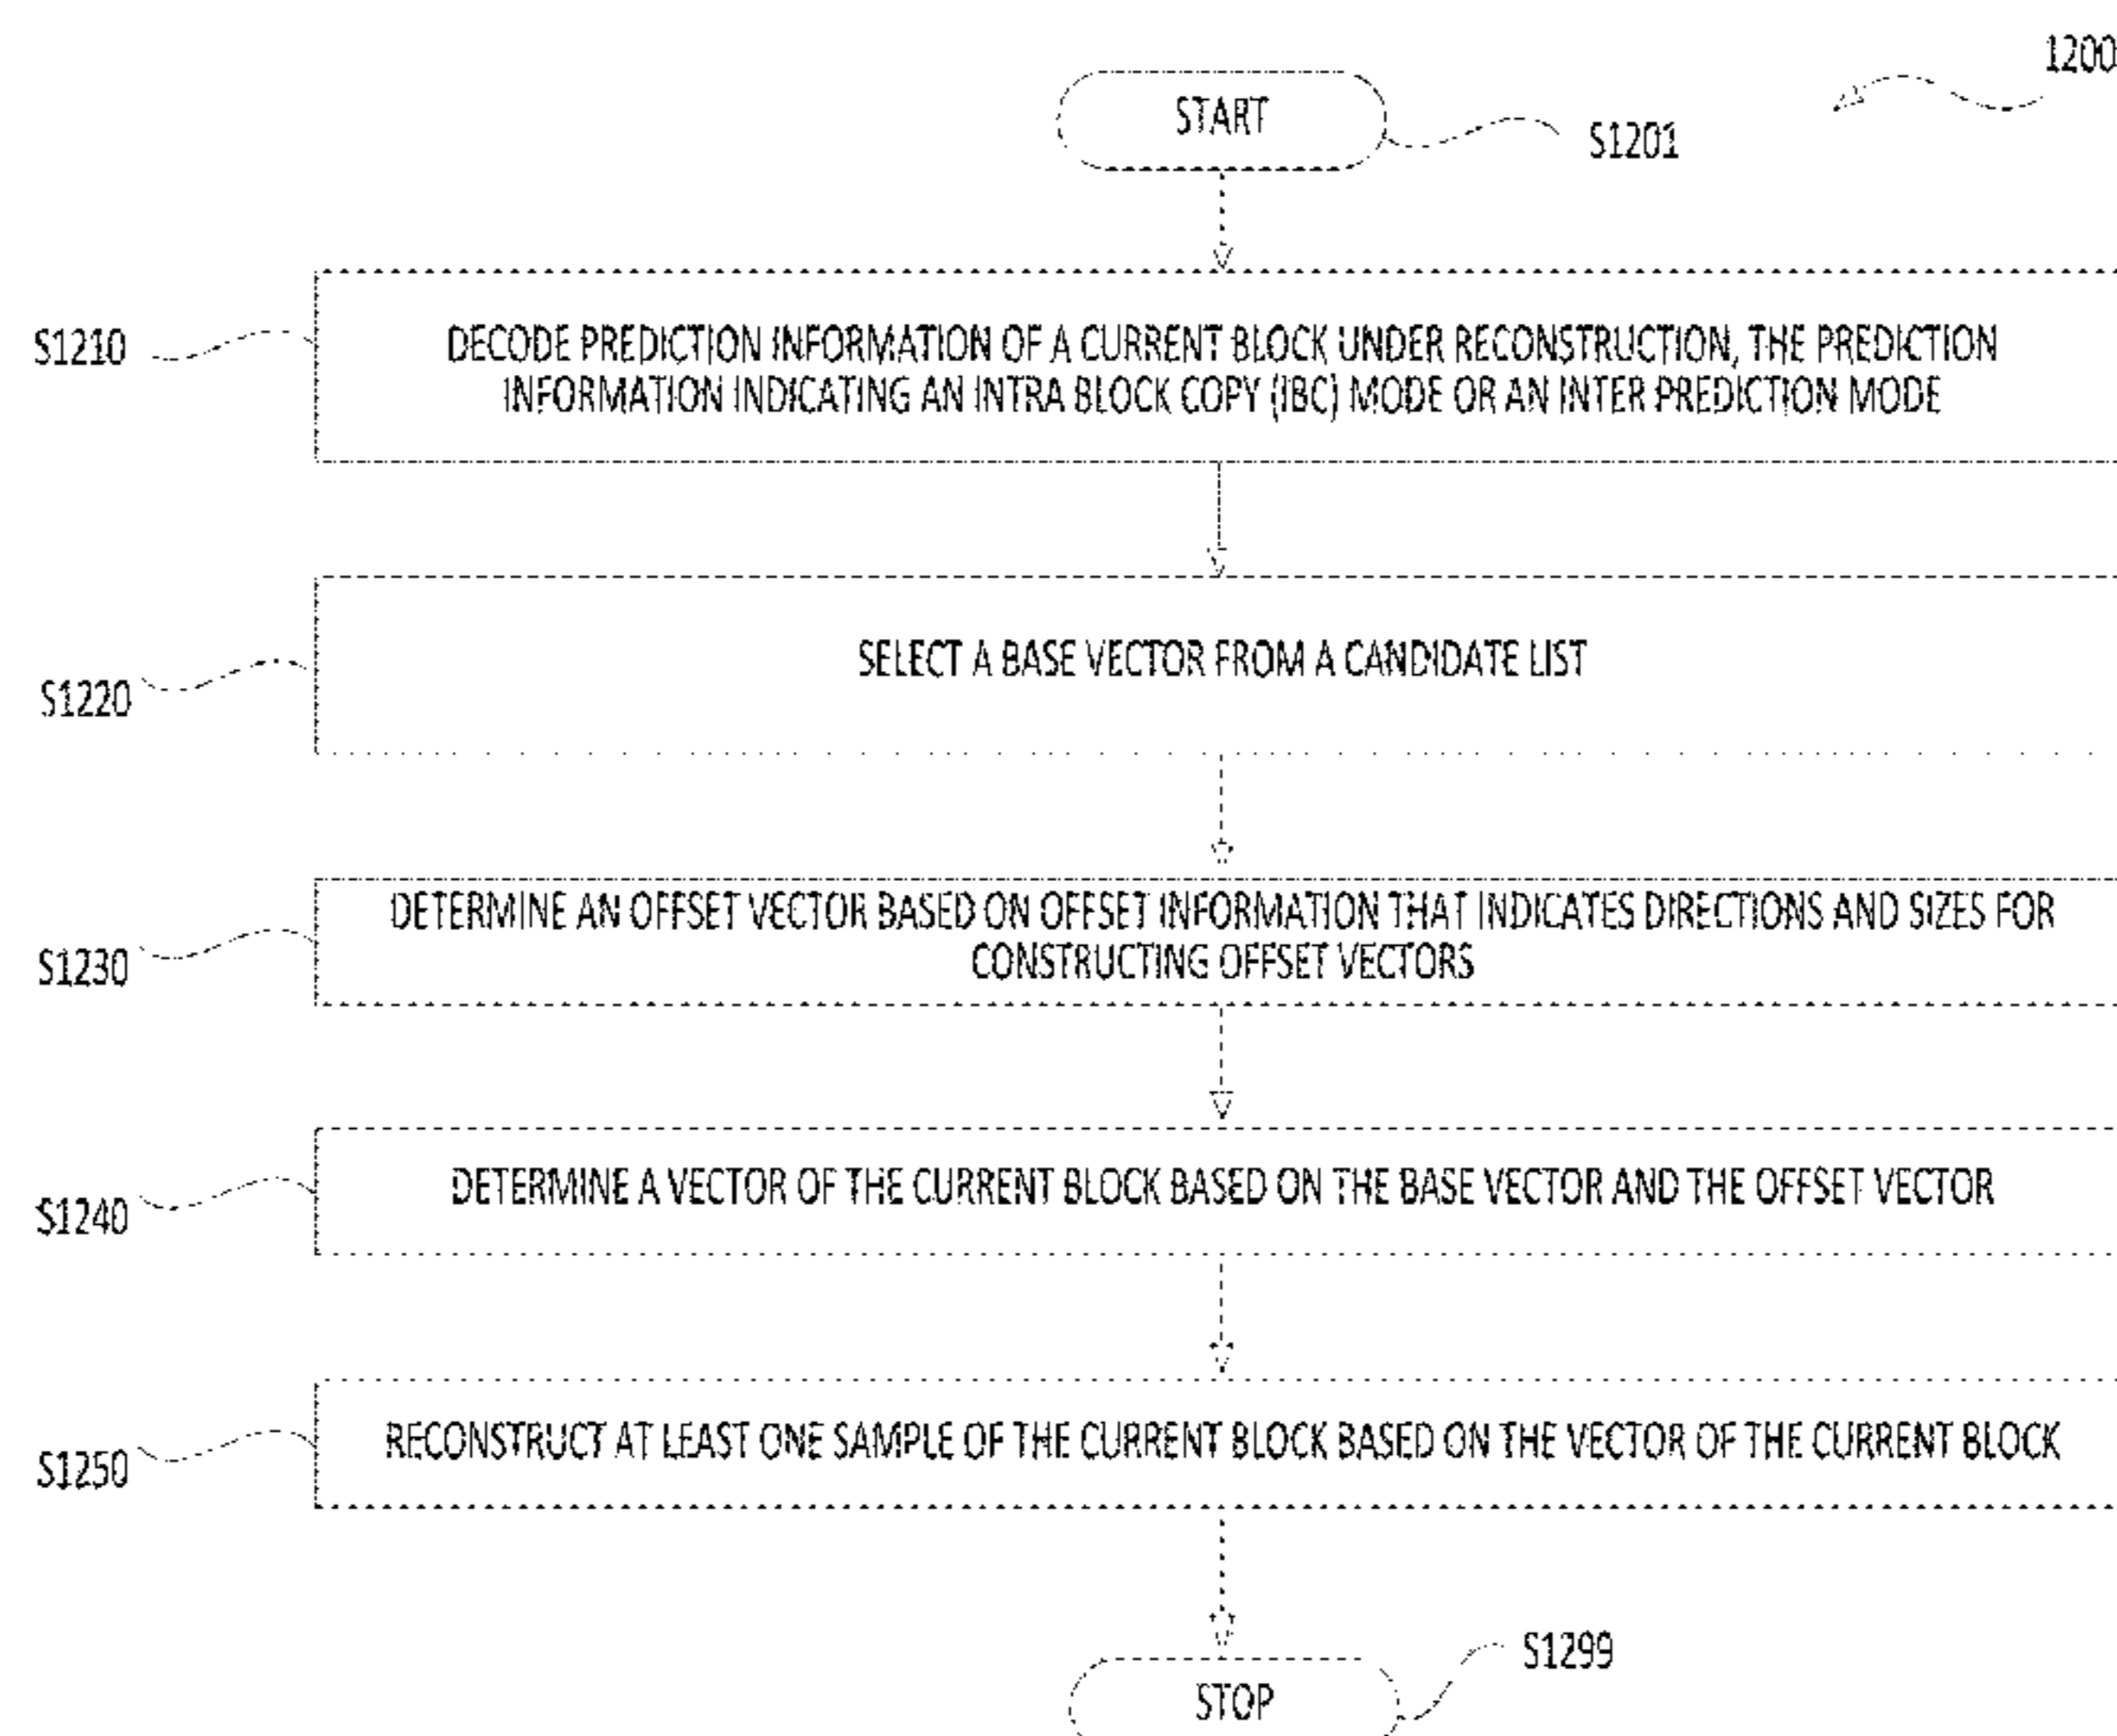 1200
START
S1201
S1210
DECODE PREDICTION INFORMATION OF A CURRENT BLOCK UNDER RECONSTRUCTION, THE PREDICTION
INFORMATION INDICATING AN INTRA BLOCK COPY (IBC) MODE OR AN INTER PREDICTION MODE
S1220
SELECT A BASE VECTOR FROM A CANDIDATE LIST
S1230
DETERMINE AN OFFSET VECTOR BASED ON OFFSET INFORMATION THAT INDICATES DIRECTIONS AND SIZES FOR
CONSTRUCTING OFFSET VECTORS
S1240
DETERMINE A VECTOR OF THE CURRENT BLOCK BASED ON THE BASE VECTOR AND THE OFFSET VECTOR
S1250
RECONSTRUCT AT LEAST ONE SAMPLE OF THE CURRENT BLOCK BASED ON THE VECTOR OF THE CURRENT BLOCK
S1299
STOP